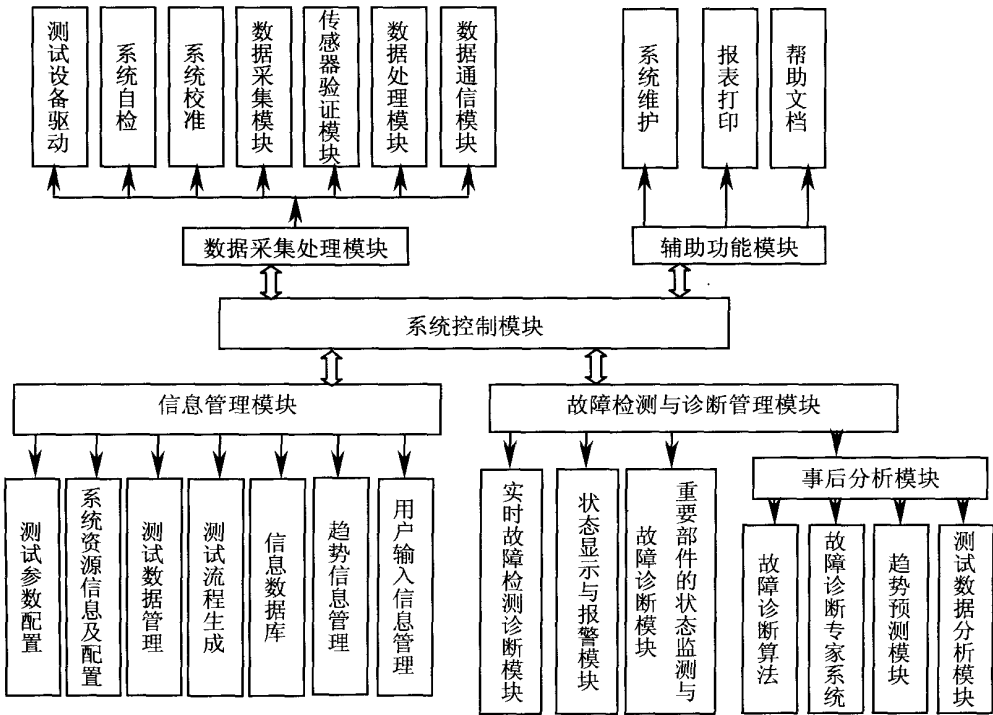 测试设备驱动
系统自检
系统校准
数据采集模块
传感器验证模块
数据处理模块
数据通信模块
系统维护
报表打印
帮助文档
数据采集处理模块
辅助功能模块
系统控制模块
信息管理模块
故障检测与诊断管理模块
测试参数配置
系统资源信息及配置
测试数据管理
测试流程生成
信息数据库
趋势信息管理
用户输入信息管理
实时故障检测诊断模块
状态显示与报警模块
重要部件的状态监测与
故障诊断模块
事后分析模块
故障诊断算法
故障诊断专家系统
趋势预测模块
测试数据分析模块